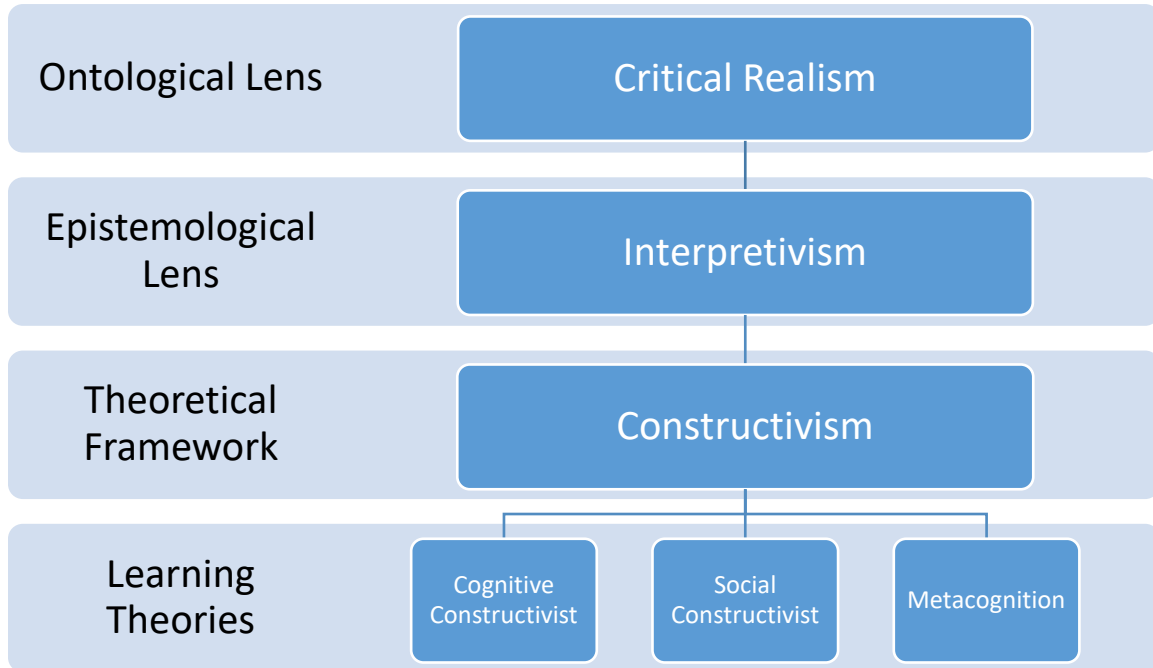 Ontological Lens
Critical Realism
Epistemological
Lens
Interpretivism
Theoretical
Framework
Constructivism
Learning
Theories
Cognitive
Constructivist
Social
Constructivist
Metacognition